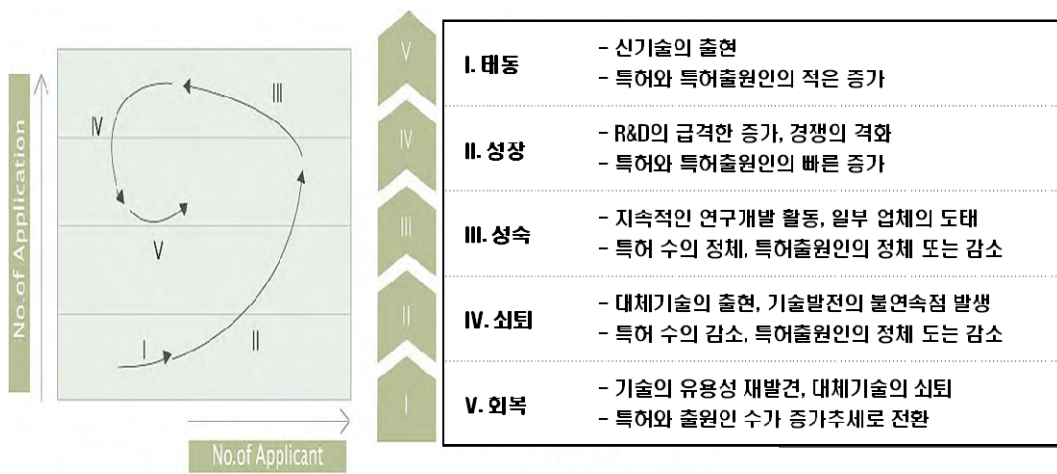 No.of Application
No.of Applicant
I
II
III
IV
V
V
IV
III
II
I
I. 태동
- 신기술의 출현
- 특허와 특허출원인의 적은 증가
II. 성장
- R&D의 급격한 증가, 경쟁의 격화
- 특허와 특허출원인의 빠른 증가
III. 성숙
- 지속적인 연구개발 활동, 일부 업체의 도태
- 특허 수의 정체, 특허출원인의 정체 또는 감소
IV. 쇠퇴
- 대체기술의 출현, 기술발전의 불연속점 발생
- 특허 수의 감소, 특허출원인의 정체 도는 감소
V. 회복
- 기술의 유용성 재발견, 대체기술의 쇠퇴
- 특허와 출원인 수가 증가추세로 전환